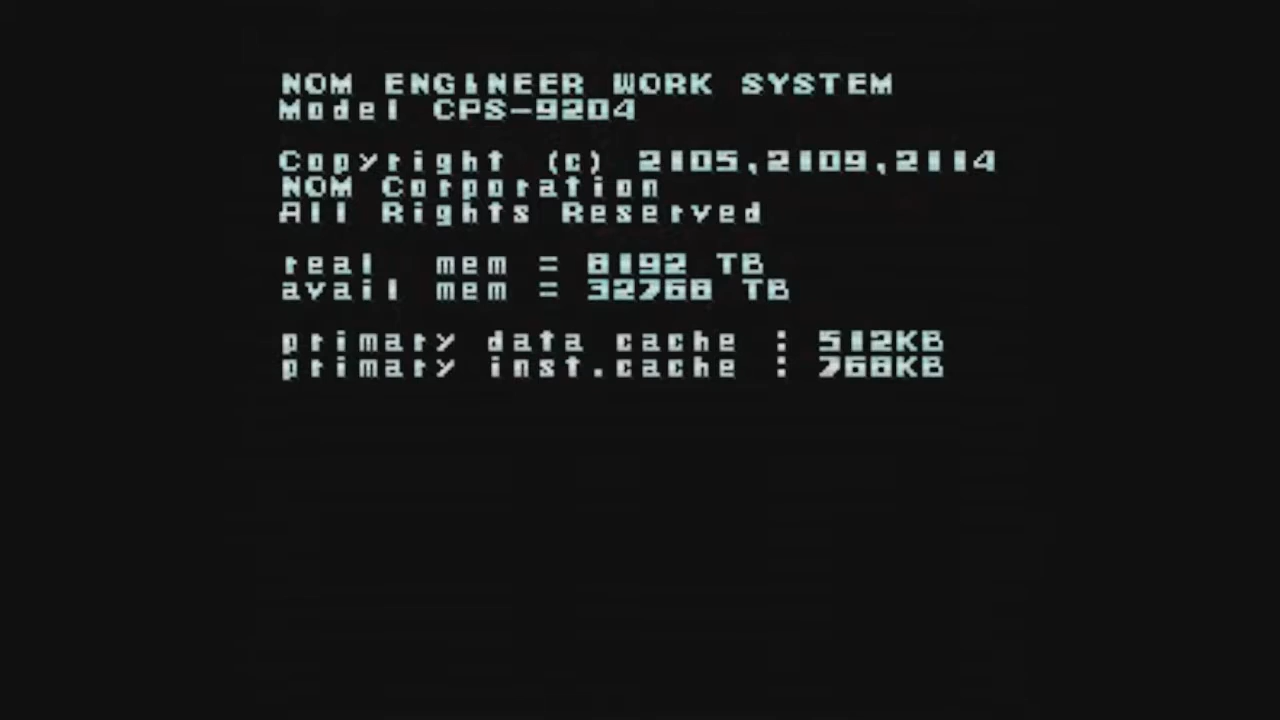 NOM ENGINEER WORK SYSTEM
Model CPS-9204
Copyright (c) 2105,2109,2114
NOM Corporation
All Rights Reserved
real mem = 8192 TB
avail mem = 32768 TB
primary data cache : 512KB
primary inst.cache : 768KB